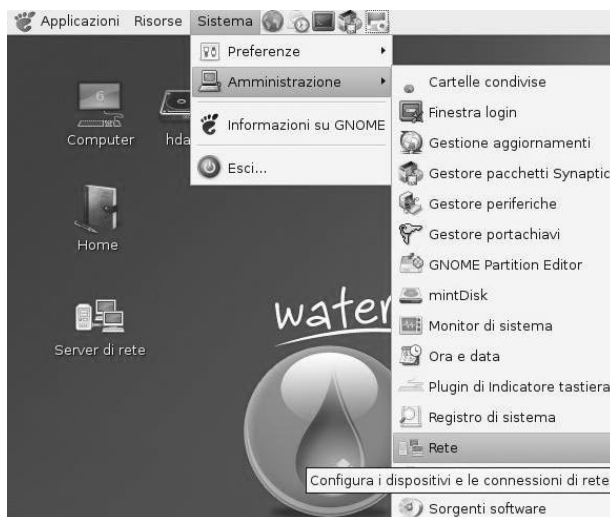 Applicazioni Risorse Sistema
Preferenze
Amministrazione
Informazioni su GNOME
Esci...
Cartelle condivise
Finestra login
Gestione aggiornamenti
Gestore pacchetti Synaptic
Gestore periferiche
Gestore portachiavi
GNOME Partition Editor
mintDisk
Monitor di sistema
Ora e data
Plugin di Indicatore tastiera
Registro di sistema
Rete
Configura i dispositivi e le connessioni di rete
Sorgenti software
6
Computer
hda
Home
Server di rete
water